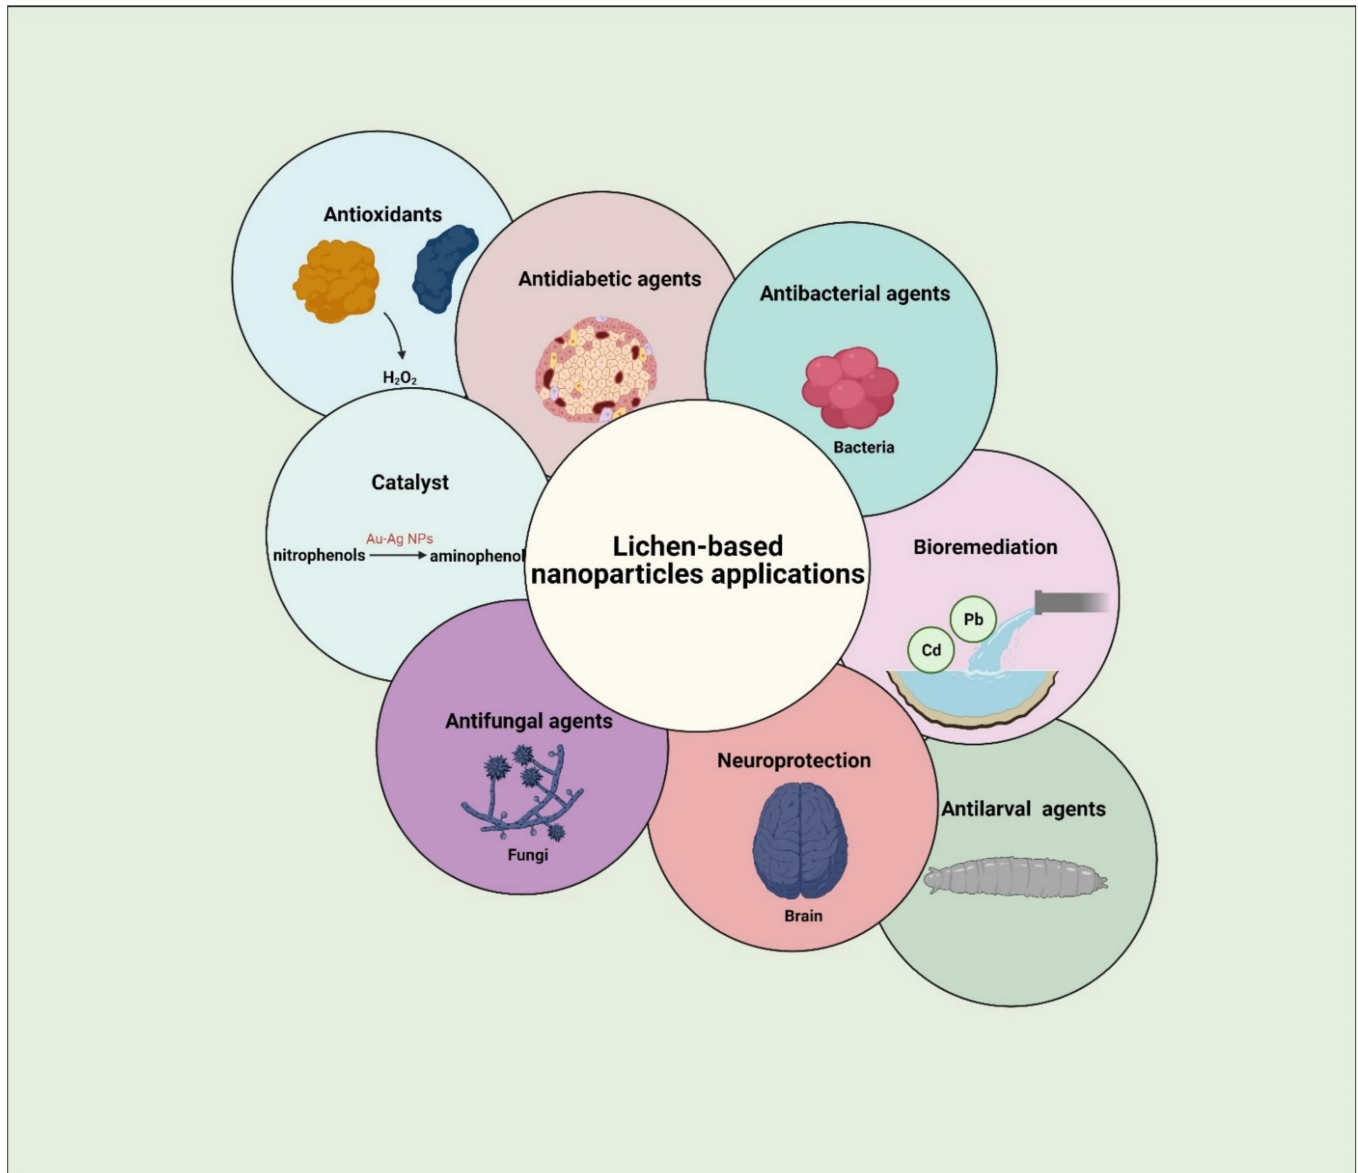 Antioxidants
H₂O₂
Antidiabetic agents
Antibacterial agents
Bacteria
Catalyst
Au-Ag NPs
nitrophenols aminophenol
Lichen-based
nanoparticles applications
Bioremediation
Pb
Cd
Antifungal agents
Fungi
Neuroprotection
Brain
Antilarval agents